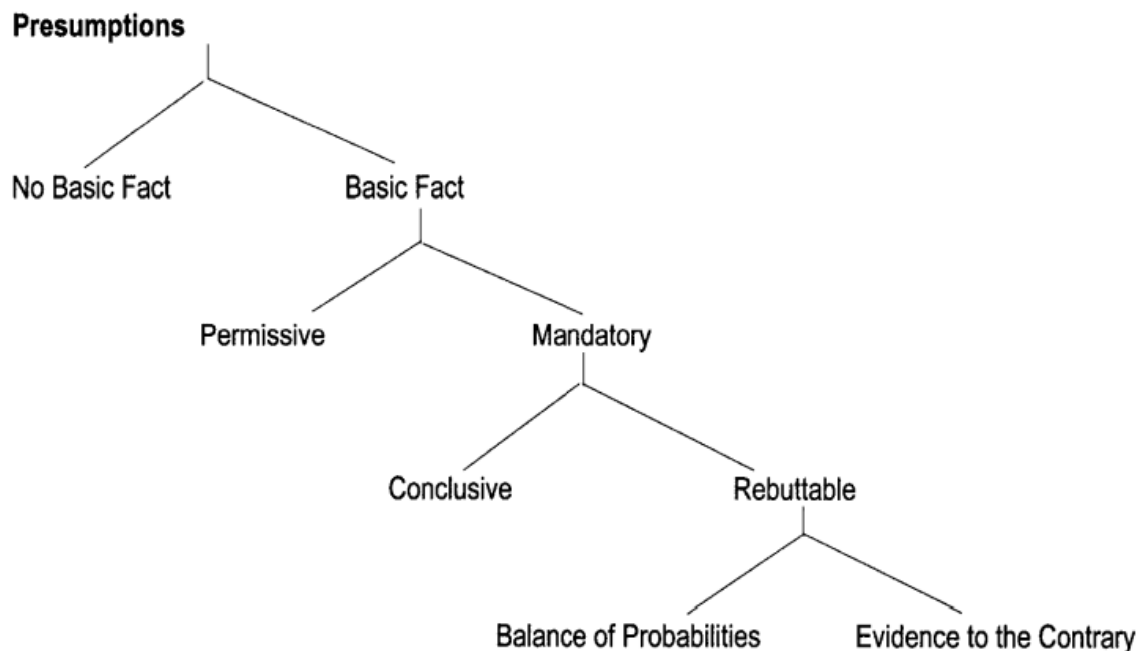 Presumptions
No Basic Fact
Basic Fact
Permissive
Mandatory
Conclusive
Rebuttable
Balance of Probabilities
Evidence to the Contrary